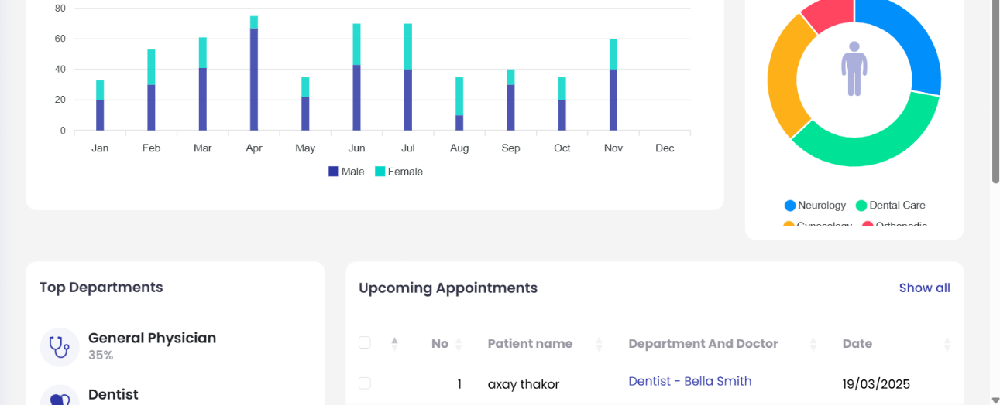 80
60
40
20
0
Jan Feb Mar Apr May Jun Jul Aug Sep Oct Nov Dec
Male Female
Neurology Dental Care
Gynecology Orthopedic
Top Departments
General Physician
35%
Dentist
Upcoming Appointments Show all
No Patient name Department And Doctor Date
1 axay thakor Dentist - Bella Smith 19/03/2025